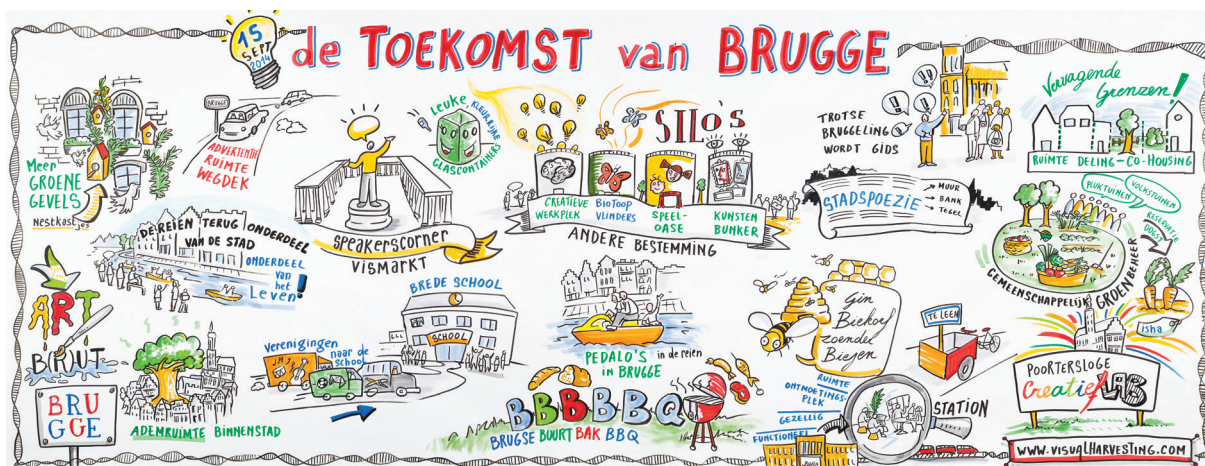 15
SEPT
2014
de TOEKOMST van BRUGGE
Meer
GROENE
GEVELS
Nestkastjes
BRUGGE
ADVERTENTIE
RUIMTE
WEGDEK
Leuke
KLEURRIJKE
GLASCONTAINERS
SPEAKERSCORNER
VISMARKT
SILO'S
CREATIEVE
WERKPLEK
BIOTOOP
VLINDERS
SPEEL-
OASE
KUNSTEN
BUNKER
ANDERE BESTEMMING
TROTSE
BRUGGELING
WORDT GIDS
STADSPOEZIE
MUUR
BANK
TEGEL
Vervagende
Grenzen!
RUIMTE DELING-CO-HOUSING
PLUKTUINEN
VOLKSTUINEN
RESERVATIE
OOGST
GEMEENSCHAPPELIJK GROENBEHEER
isha
DE REIEN TERUG ONDERDEEL
VAN DE STAD
ONDERDEEL
van
het
Leven!
ART
BRUT
BRU
GGE
ADEMRUIMTE BINNENSTAD
Verenigingen
naar de
school
BREDE SCHOOL
SCHOOL
PEDALO'S in de reien
IN BRUGGE
BBBBBQ
BRUGSE BUURT BAK BBQ
Gin
Biekorf
zoender
Biejen
TE LEEN
RUIMTE
ONTMOETINGS-
PLEK
GEZELLIG
FUNCTIONEEL
STATION
POORTERSLOGE
Creatief LAB
WWW.VISUALHARVESTING.COM